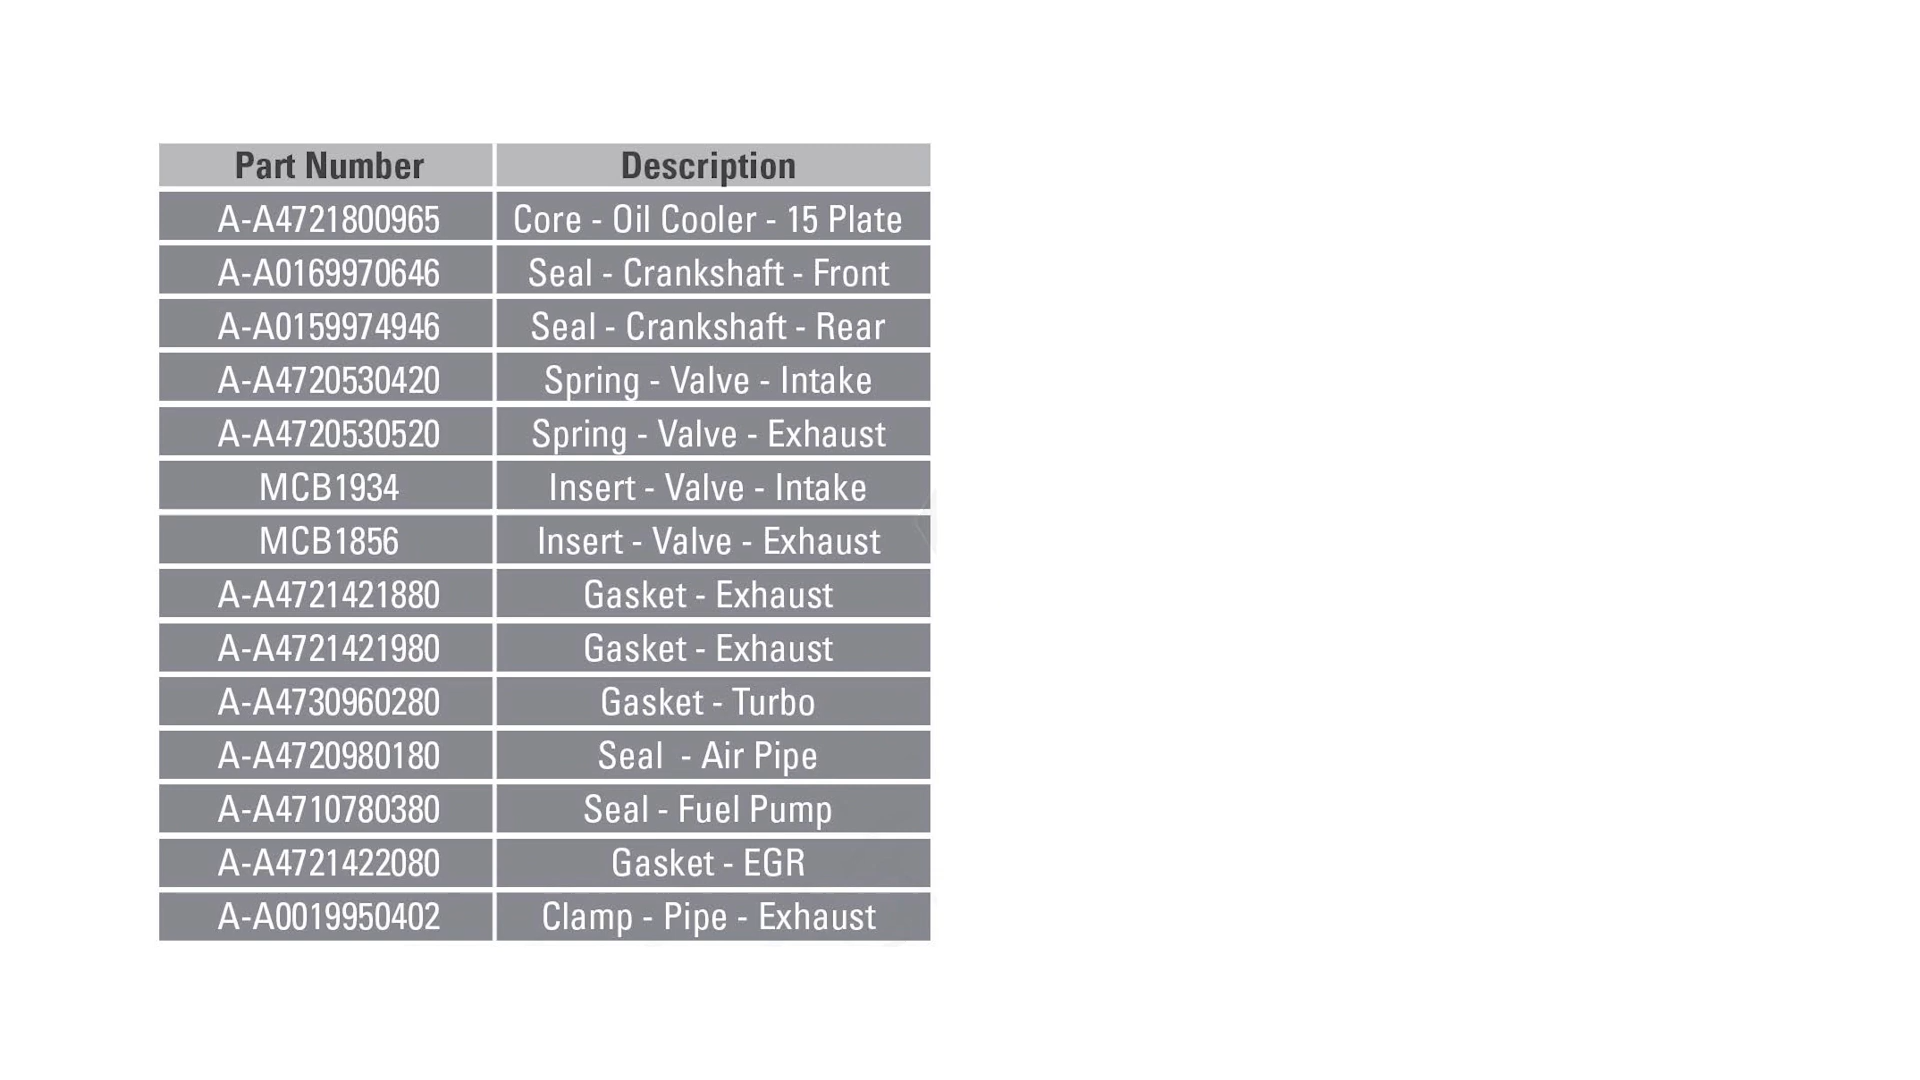 Part Number Description
A-A4721800965 Core - Oil Cooler - 15 Plate
A-A0169970646 Seal - Crankshaft - Front
A-A0159974946 Seal - Crankshaft - Rear
A-A4720530420 Spring - Valve - Intake
A-A4720530520 Spring - Valve - Exhaust
MCB1934 Insert - Valve - Intake
MCB1856 Insert - Valve - Exhaust
A-A4721421880 Gasket - Exhaust
A-A4721421980 Gasket - Exhaust
A-A4730960280 Gasket - Turbo
A-A4720980180 Seal - Air Pipe
A-A4710780380 Seal - Fuel Pump
A-A4721422080 Gasket - EGR
A-A0019950402 Clamp - Pipe - Exhaust